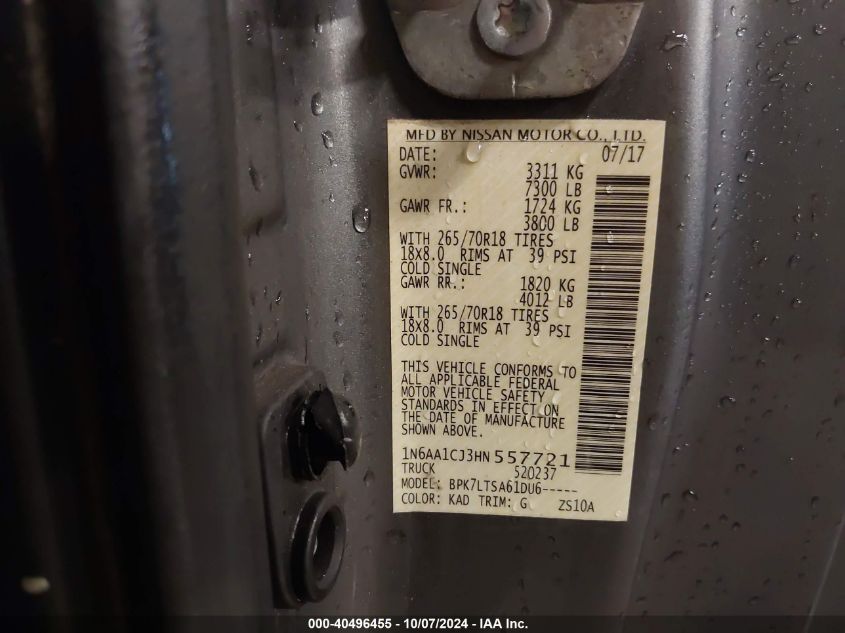 MFD BY NISSAN MOTOR CO., LTD.
DATE: 07/17
GVWR: 3311 KG
7300 LB
GAWR FR.: 1724 KG
3800 LB
WITH 265/70R18 TIRES
18X8.0 RIMS AT 39 PSI
COLD SINGLE
GAWR RR.: 1820 KG
4012 LB
WITH 265/70R18 TIRES
18X8.0 RIMS AT 39 PSI
COLD SINGLE
THIS VEHICLE CONFORMS TO
ALL APPLICABLE FEDERAL
MOTOR VEHICLE SAFETY
STANDARDS IN EFFECT ON
THE DATE OF MANUFACTURE
SHOWN ABOVE.
1N6AA1CJ3HN557721
TRUCK 520237
MODEL: BPK7LTSA61DU6-----
COLOR: KAD TRIM: G ZS10A
000-40496455 - 10/07/2024 - IAA Inc.